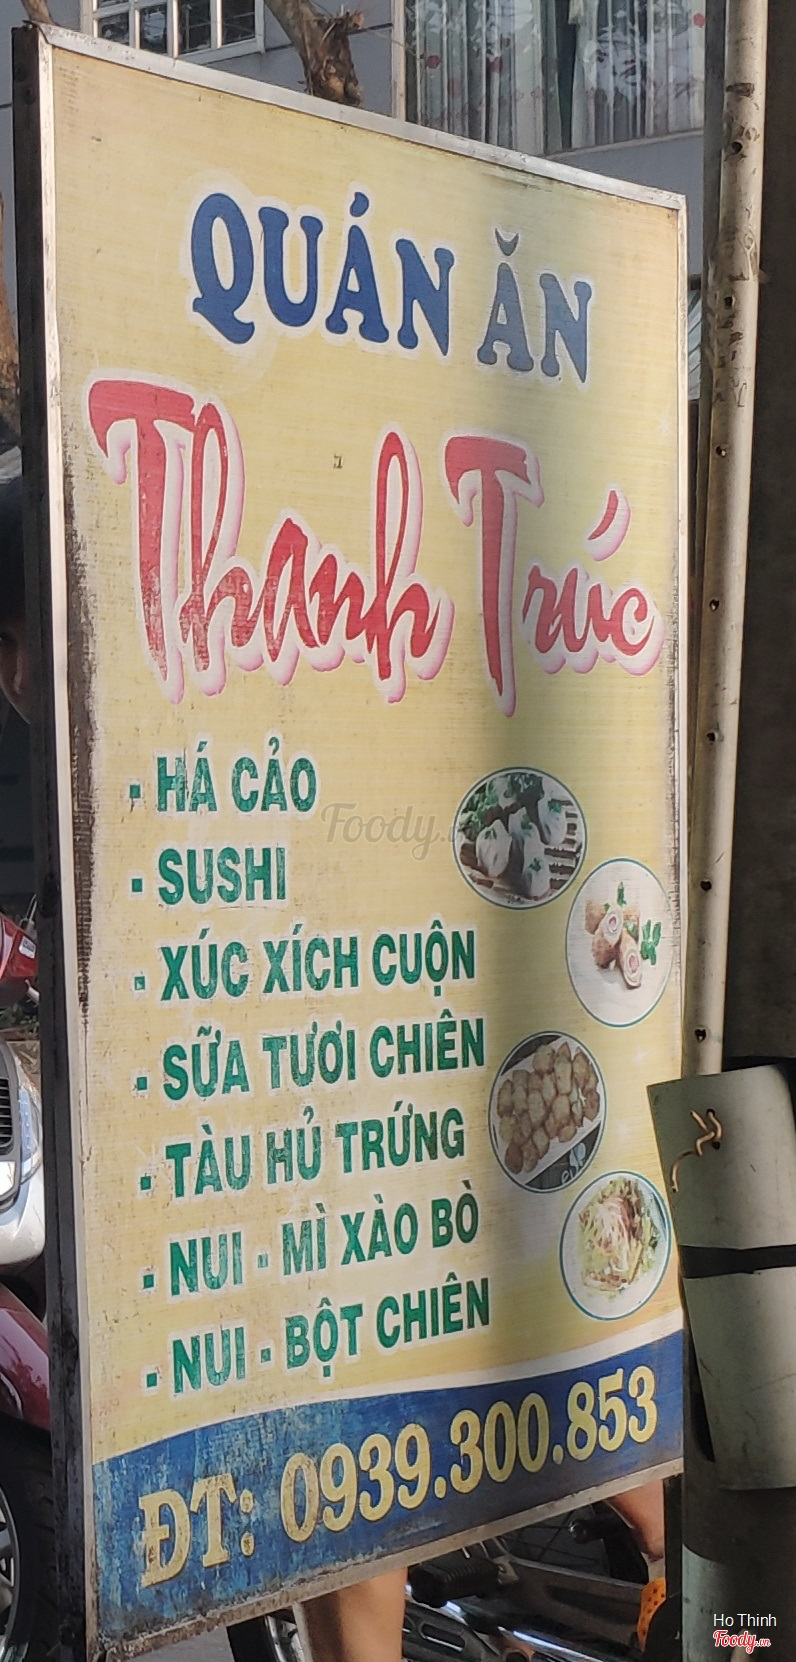 QUÁN ĂN
Thanh Trúc
· HÁ CẢO
· SUSHI
· XÚC XÍCH CUỘN
· SỮA TƯƠI CHIÊN
· TÀU HỦ TRỨNG
· NUI · MÌ XÀO BÒ
· NUI · BỘT CHIÊN
ĐT: 0939.300.853
Foody.vn
Ho Thinh
Foody.vn